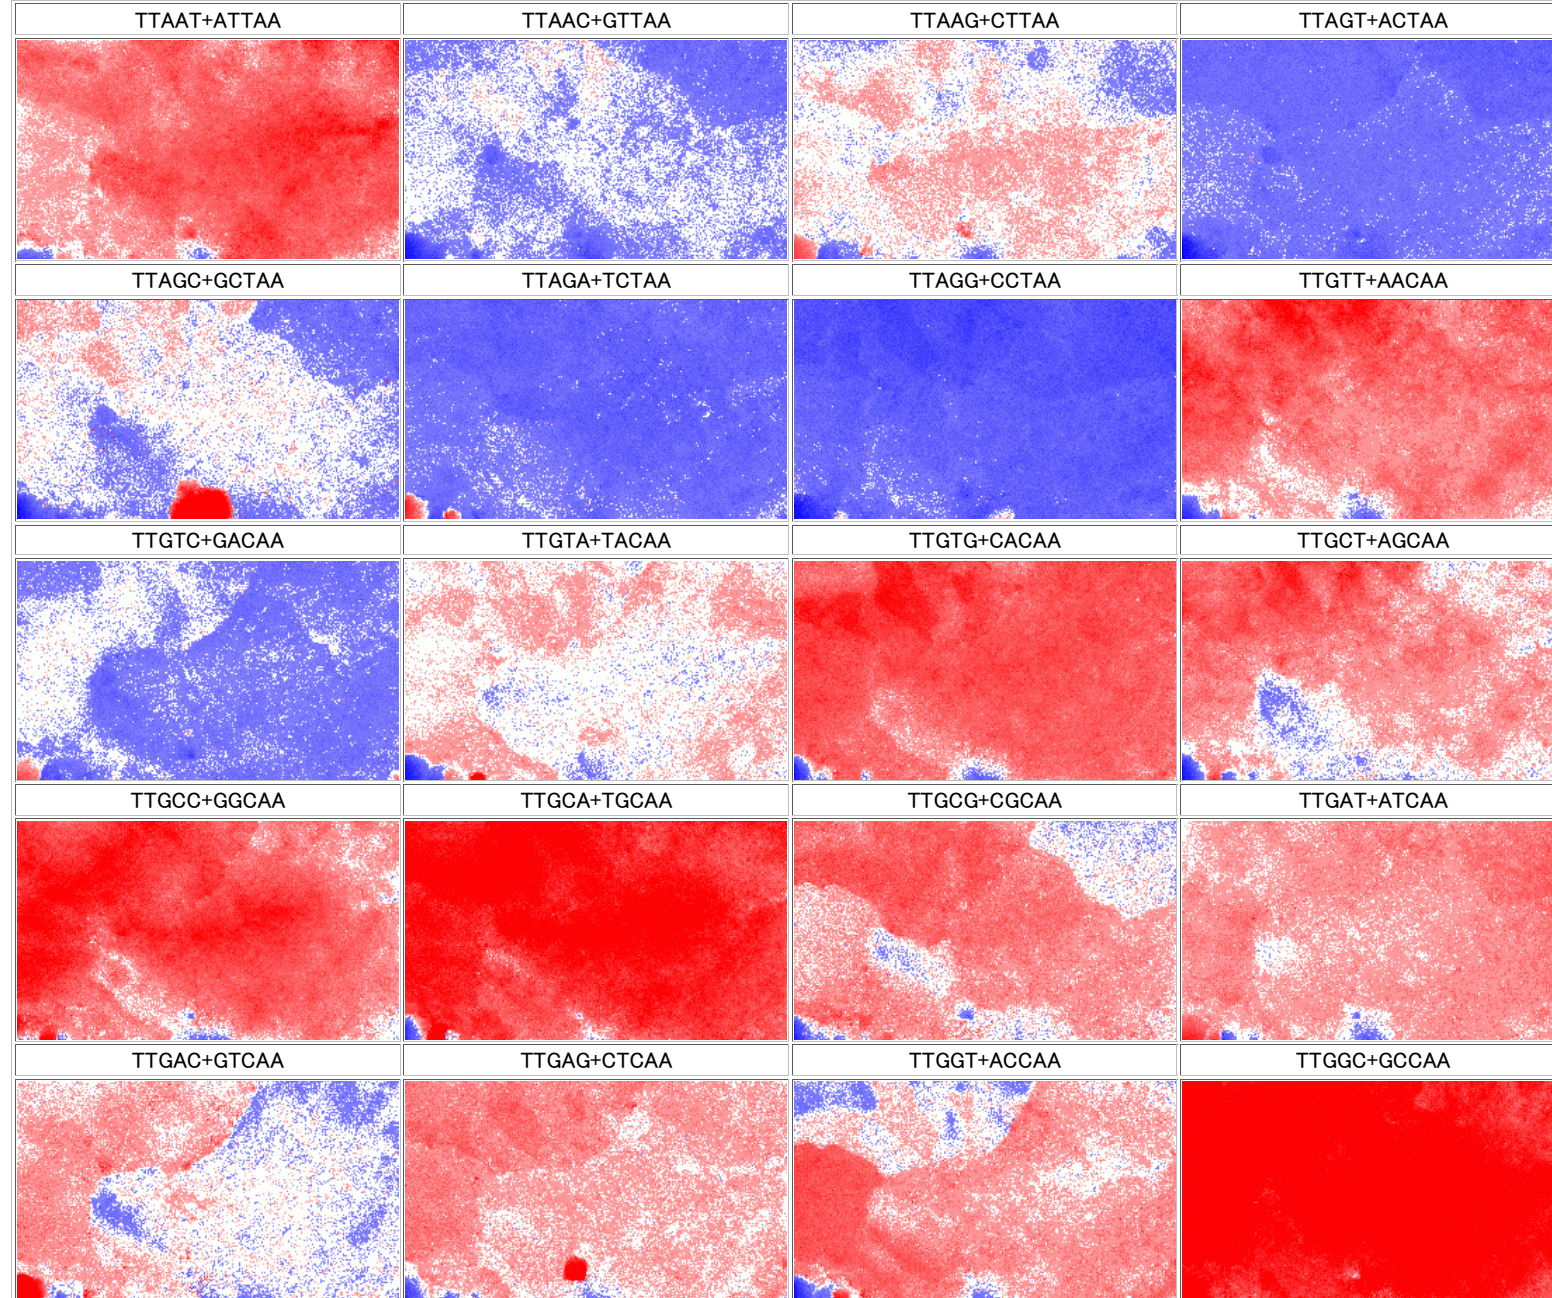 TTAAT+ATTAA TTAAC+GTTAA TTAAG+CTTAA TTAGT+ACTAA
TTAGC+GCTAA TTAGA+TCTAA TTAGG+CCTAA TTGTT+AACAA
TTGTC+GACAA TTGTA+TACAA TTGTG+CACAA TTGCT+AGCAA
TTGCC+GGCAA TTGCA+TGCAA TTGCG+CGCAA TTGAT+ATCAA
TTGAC+GTCAA TTGAG+CTCAA TTGGT+ACCAA TTGGC+GCCAA